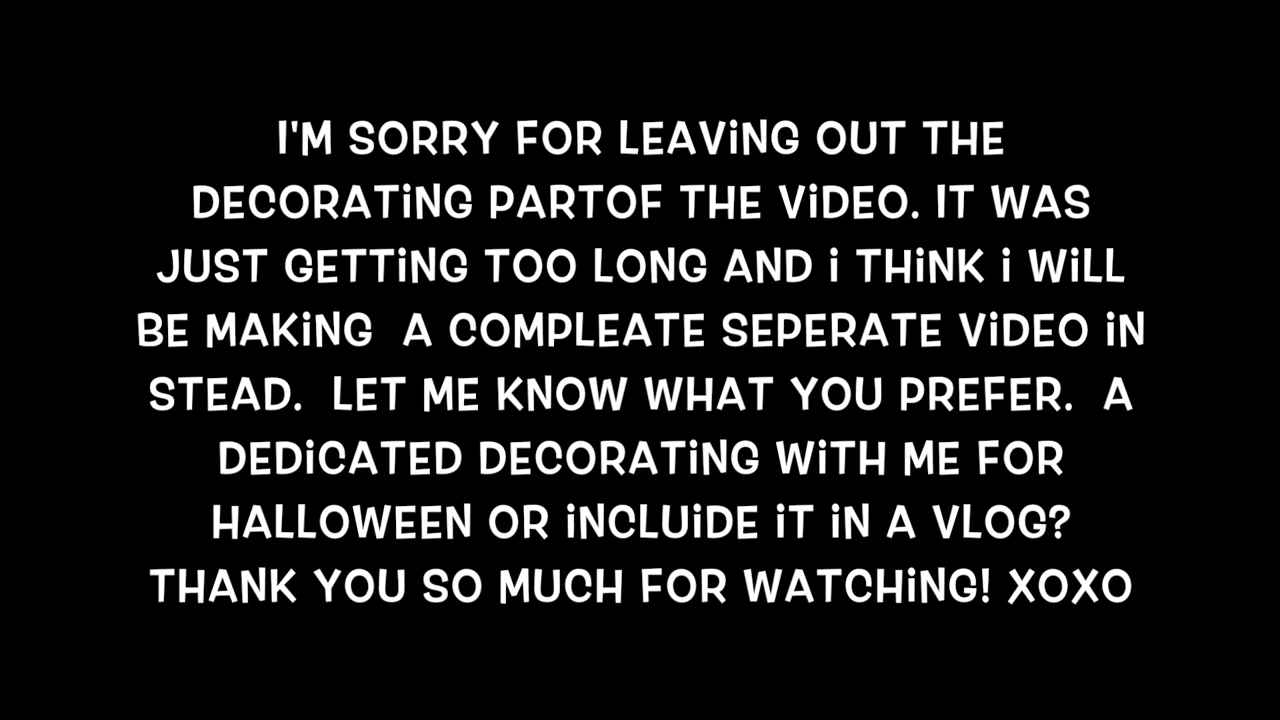 I'M SORRY FOR LEAViNG OUT THE
DECORATiNG PARTOF THE ViDEO. IT WAS
JUST GETTiNG TOO LONG AND i THiNK i WiLL
BE MAKiNG  A COMPLEATE SEPERATE ViDEO iN
STEAD.  LET ME KNOW WHAT YOU PREFER.  A
DEDiCATED DECORATiNG WiTH ME FOR
HALLOWEEN OR iNCLUiDE iT iN A VLOG?
THANK YOU SO MUCH FOR WATCHiNG! XOXO